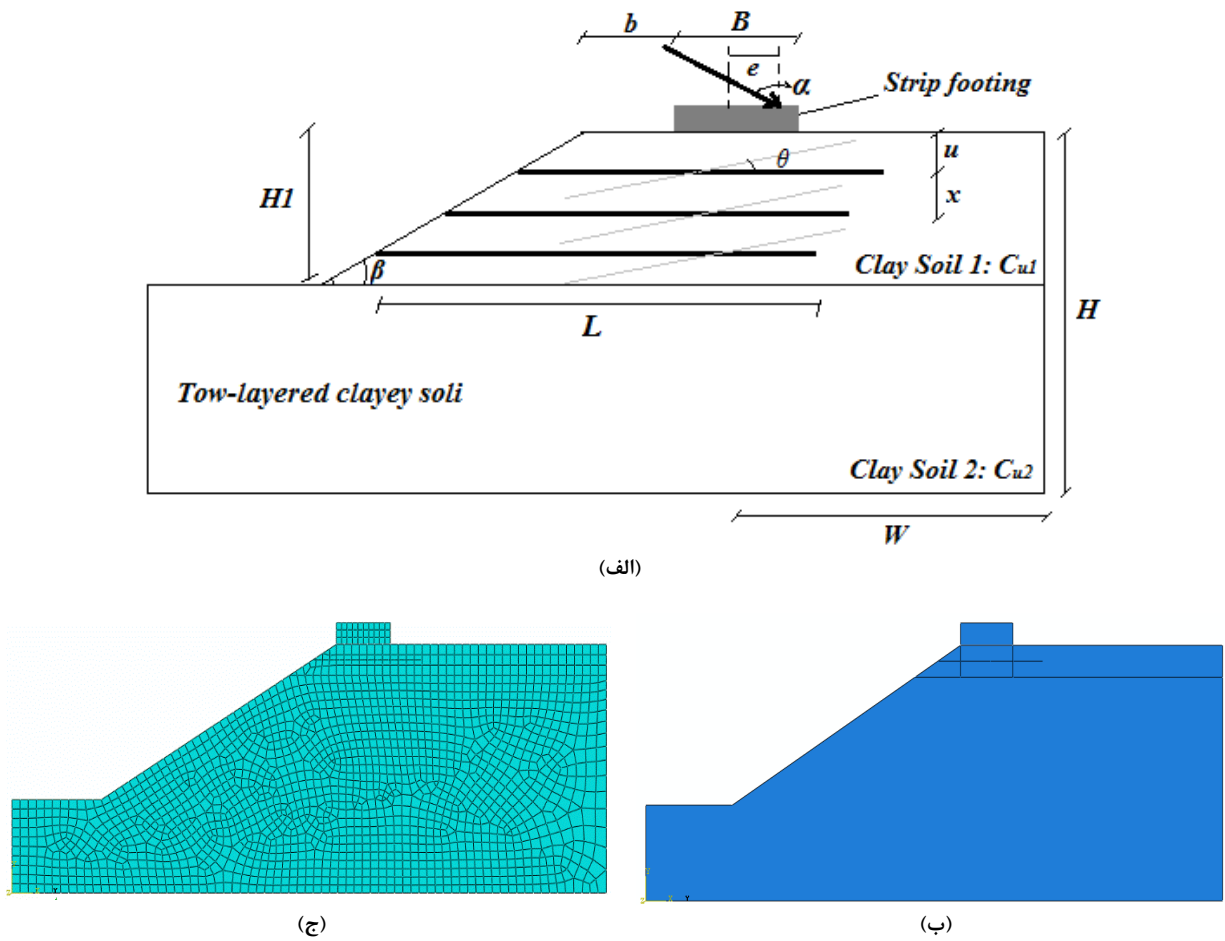 b
B
e
α
Strip footing
u
θ
x
H1
β
Clay Soil 1: Cu1
L
H
Tow-layered clayey soli
Clay Soil 2: Cu2
W
(الف)
(ج)
(ب)